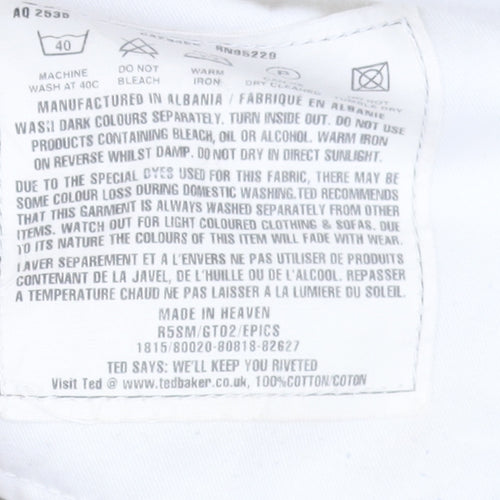 AQ 2535
RN95229
40
P
MACHINE WASH AT 40C
DO NOT BLEACH
WARM IRON
DRY CLEANED
TUMBLE DRY
MANUFACTURED IN ALBANIA / FABRIQUÉ EN ALBANIE
WASH DARK COLOURS SEPARATELY. TURN INSIDE OUT. DO NOT USE
PRODUCTS CONTAINING BLEACH, OIL OR ALCOHOL. WARM IRON
ON REVERSE WHILST DAMP. DO NOT DRY IN DIRECT SUNLIGHT.
DUE TO THE SPECIAL DYES USED FOR THIS FABRIC, THERE MAY BE
SOME COLOUR LOSS DURING DOMESTIC WASHING. TED RECOMMENDS
THAT THIS GARMENT IS ALWAYS WASHED SEPARATELY FROM OTHER
ITEMS. WATCH OUT FOR LIGHT COLOURED CLOTHING & SOFAS. DUE
TO ITS NATURE THE COLOURS OF THIS ITEM WILL FADE WITH WEAR.
LAVER SEPAREMENT ET A L'ENVERS NE PAS UTILISER DE PRODUITS
CONTENANT DE LA JAVEL, DE L'HUILLE OU DE L'ALCOOL. REPASSER
A TEMPERATURE CHAUD NE PAS LAISSER A LA LUMIERE DU SOLEIL.
MADE IN HEAVEN
R5SM/GT02/EPICS
1815/80020-80818-82627
TED SAYS: WE'LL KEEP YOU RIVETED
Visit Ted @ www.tedbaker.co.uk, 100%COTTON/COTON